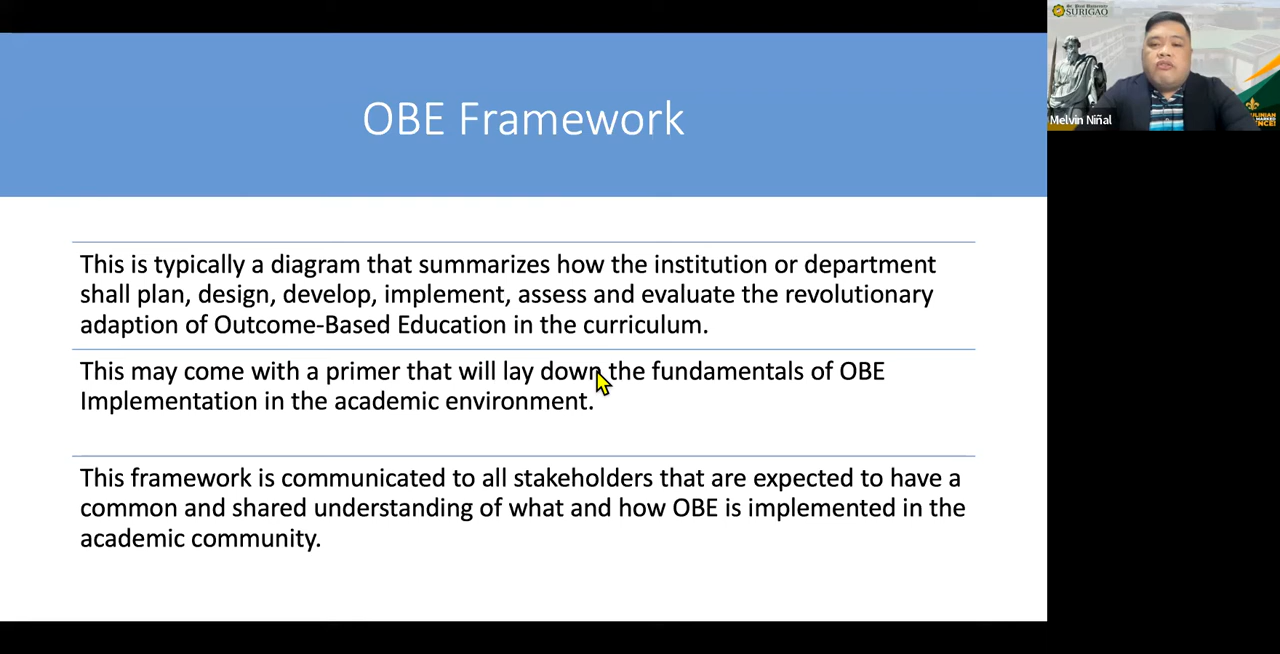 OBE Framework
This is typically a diagram that summarizes how the institution or department
shall plan, design, develop, implement, assess and evaluate the revolutionary
adaption of Outcome-Based Education in the curriculum.
This may come with a primer that will lay down the fundamentals of OBE
Implementation in the academic environment.
This framework is communicated to all stakeholders that are expected to have a
common and shared understanding of what and how OBE is implemented in the
academic community.
St. Paul University
SURIGAO
Melvin Niñal